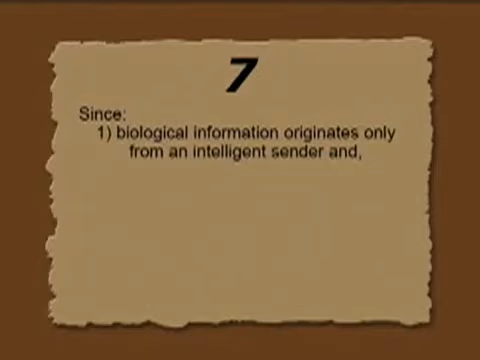 7
Since:
1) biological information originates only
from an intelligent sender and,